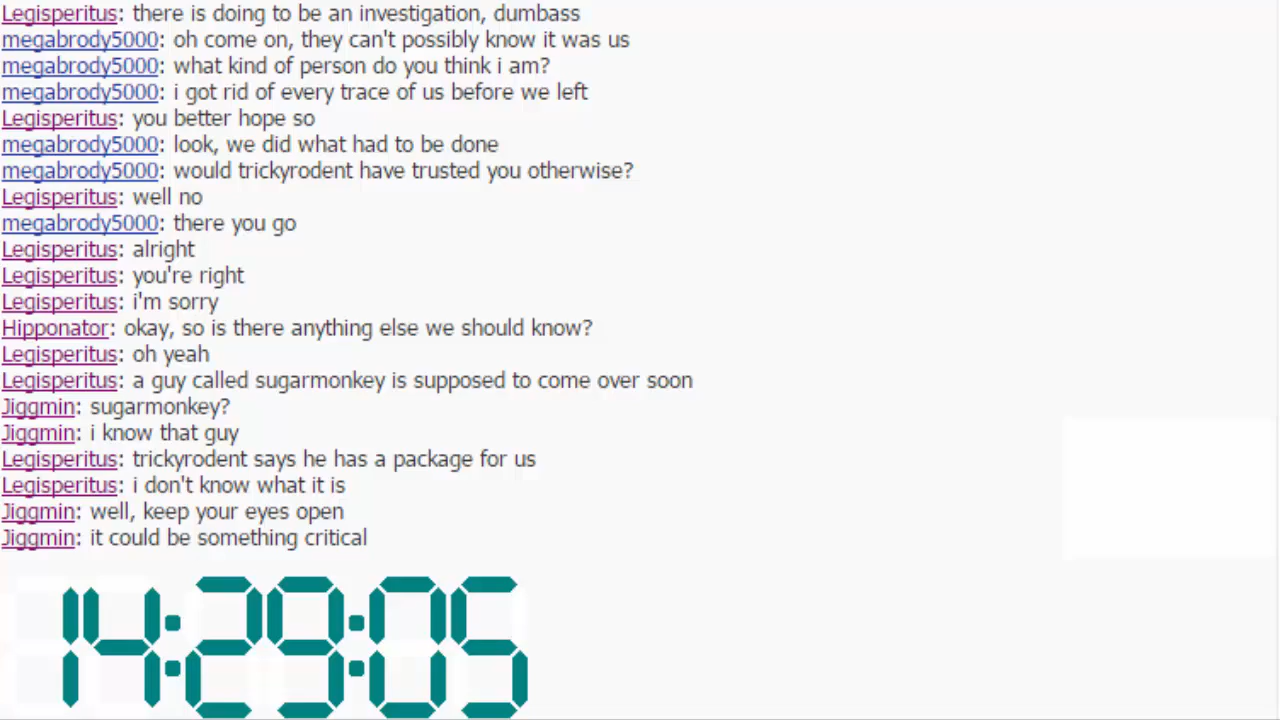 Legisperitus: there is doing to be an investigation, dumbass
megabrody5000: oh come on, they can't possibly know it was us
megabrody5000: what kind of person do you think i am?
megabrody5000: i got rid of every trace of us before we left
Legisperitus: you better hope so
megabrody5000: look, we did what had to be done
megabrody5000: would trickyrodent have trusted you otherwise?
Legisperitus: well no
megabrody5000: there you go
Legisperitus: alright
Legisperitus: you're right
Legisperitus: i'm sorry
Hipponator: okay, so is there anything else we should know?
Legisperitus: oh yeah
Legisperitus: a guy called sugarmonkey is supposed to come over soon
Jiggmin: sugarmonkey?
Jiggmin: i know that guy
Legisperitus: trickyrodent says he has a package for us
Legisperitus: i don't know what it is
Jiggmin: well, keep your eyes open
Jiggmin: it could be something critical
14:29:05